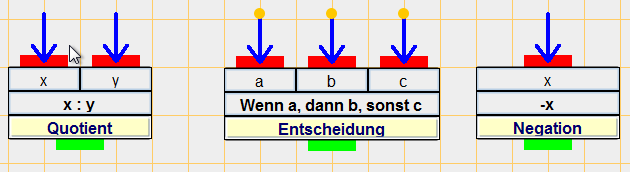 x y
x : y
Quotient
a b c
Wenn a, dann b, sonst c
Entscheidung
x
-x
Negation